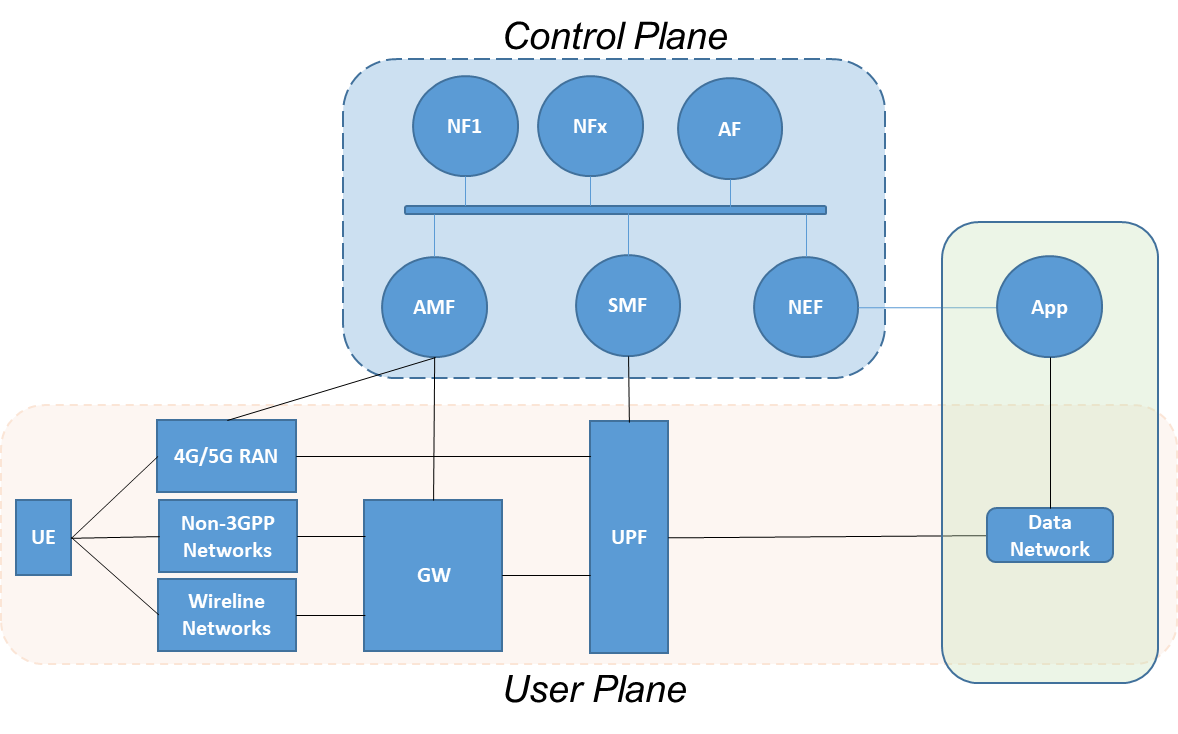 Control Plane
NF1
NFx
AF
AMF
SMF
NEF
App
4G/5G RAN
UE
Non-3GPP
Networks
Wireline
Networks
GW
UPF
Data
Network
User Plane